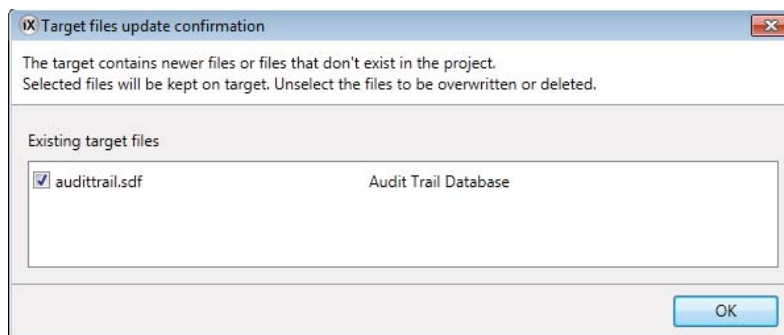 iX Target files update confirmation
The target contains newer files or files that don't exist in the project.
Selected files will be kept on target. Unselect the files to be overwritten or deleted.
Existing target files
audittrail.sdf Audit Trail Database
OK